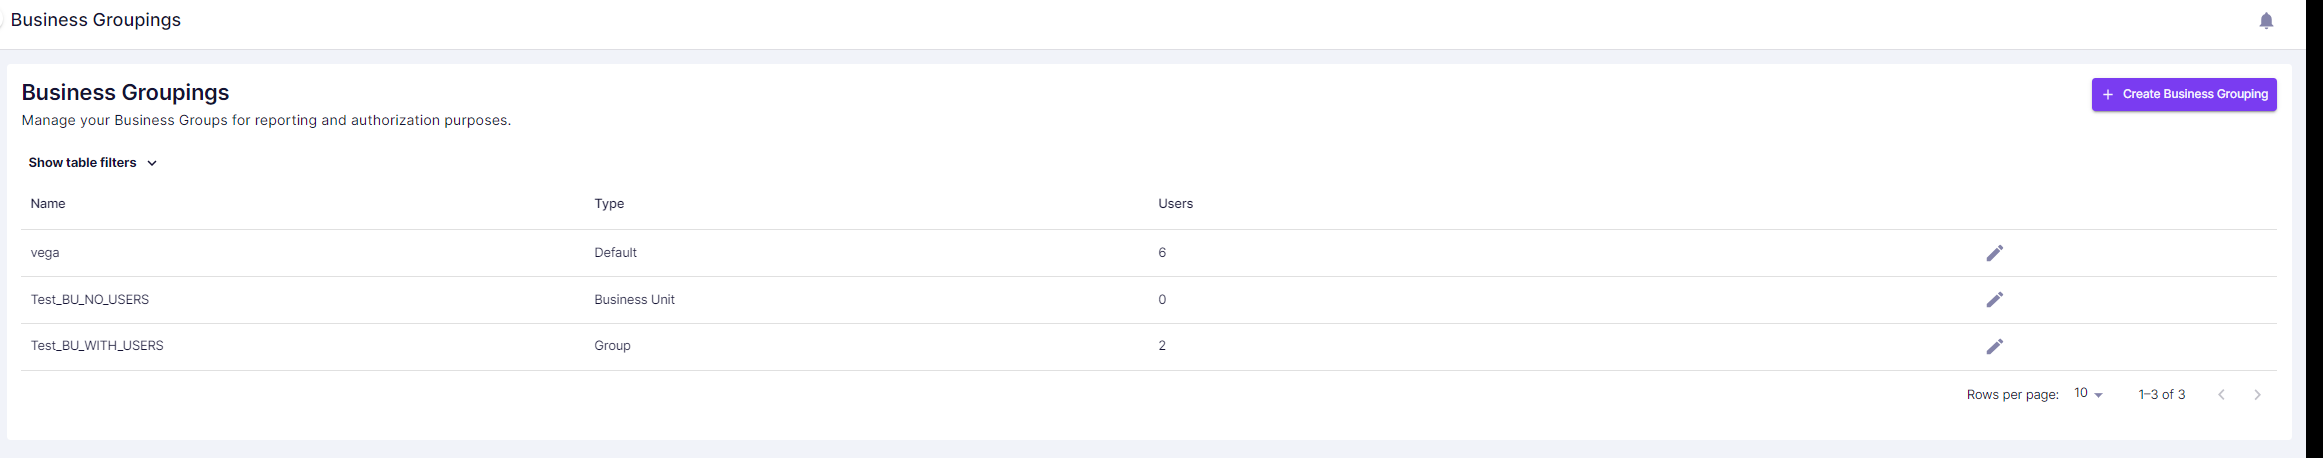 Business Groupings
Business Groupings
+ Create Business Grouping
Manage your Business Groups for reporting and authorization purposes.
Show table filters
Name Type Users
vega Default 6
Test_BU_NO_USERS Business Unit 0
Test_BU_WITH_USERS Group 2
Rows per page: 10 1–3 of 3